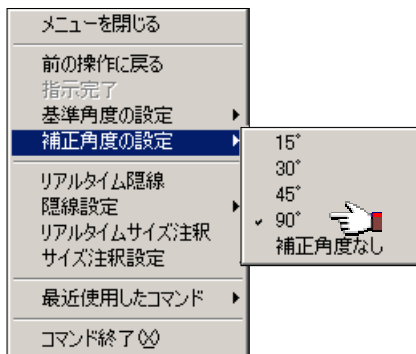 メニューを閉じる
前の操作に戻る
指示完了
基準角度の設定
補正角度の設定
15°
30°
45°
90°
補正角度なし
リアルタイム隠線
隠線設定
リアルタイムサイズ注釈
サイズ注釈設定
最近使用したコマンド
コマンド終了(X)